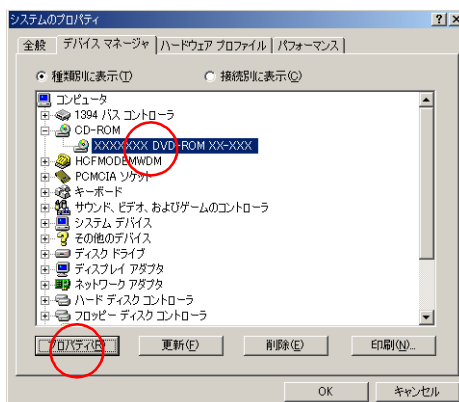 システムのプロパティ
全般 デバイス マネージャ ハードウェア プロファイル パフォーマンス
種類別に表示(T) 接続別に表示(C)
コンピュータ
1394 バス コントローラ
CD-ROM
XXXXXXX DVD-ROM XX-XXX
HCFMODEMWDM
PCMCIA ソケット
キーボード
サウンド、ビデオ、およびゲームのコントローラ
システム デバイス
その他のデバイス
ディスク ドライブ
ディスプレイ アダプタ
ネットワーク アダプタ
ハード ディスク コントローラ
フロッピー ディスク コントローラ
プロパティ(R) 更新(F) 削除(E) 印刷(N)...
OK キャンセル